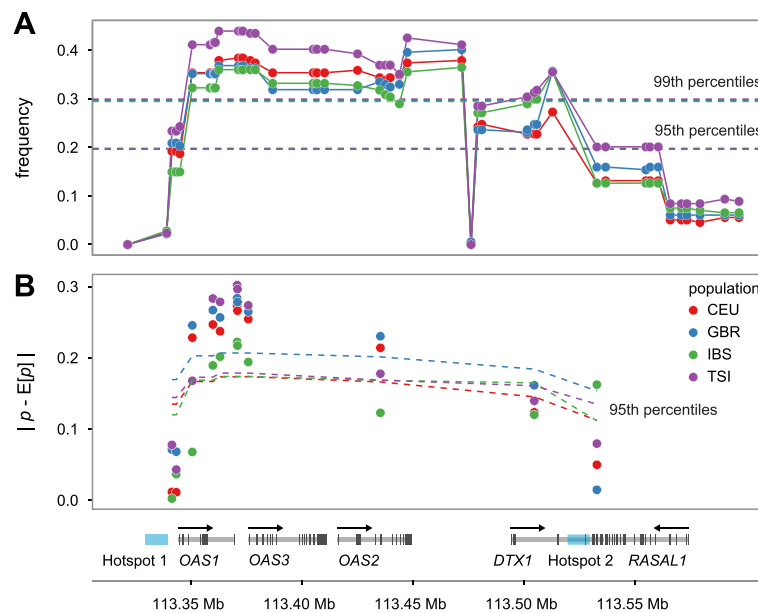 A
frequency
0.4
0.3
0.2
0.1
0.0
99th percentiles
95th percentiles
B
| p - E[p] |
0.3
0.2
0.1
0.0
population
CEU
GBR
IBS
TSI
95th percentiles
Hotspot 1 OAS1 OAS3 OAS2 DTX1 Hotspot 2 RASAL1
113.35 Mb 113.40 Mb 113.45 Mb 113.50 Mb 113.55 Mb